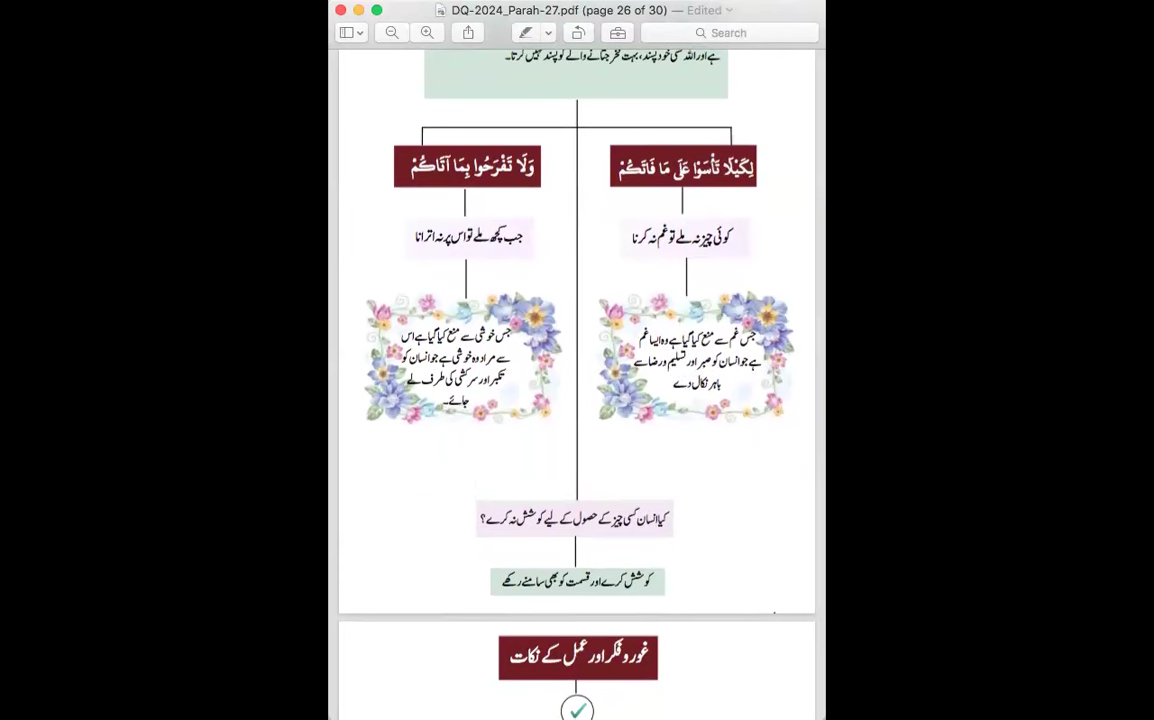 DQ-2024_Parah-27.pdf (page 26 of 30) — Edited
Search
ہے اور اللہ کسی خود پسند، بہت فخر جتانے والے کو پسند نہیں کرتا۔
لِكَيْلَا تَأْسَوْا عَلَىٰ مَا فَاتَكُمْ
وَلَا تَفْرَحُوا بِمَا آتَاكُمْ
کوئی چیز نہ ملے تو غم نہ کرنا
جب کچھ ملے تو اس پر نہ اترانا
جس غم سے منع کیا گیا ہے وہ ایسا غم
ہے جو انسان کو صبر اور تسلیم و رضا سے
باہر نکال دے
جس خوشی سے منع کیا گیا ہے اس
سے مراد وہ خوشی ہے جو انسان کو
تکبر اور سرکشی کی طرف لے
جائے۔
کیا انسان کسی چیز کے حصول کے لیے کوشش نہ کرے؟
کوشش کرے اور قسمت کو بھی سامنے رکھے
غور و فکر اور عمل کے نکات